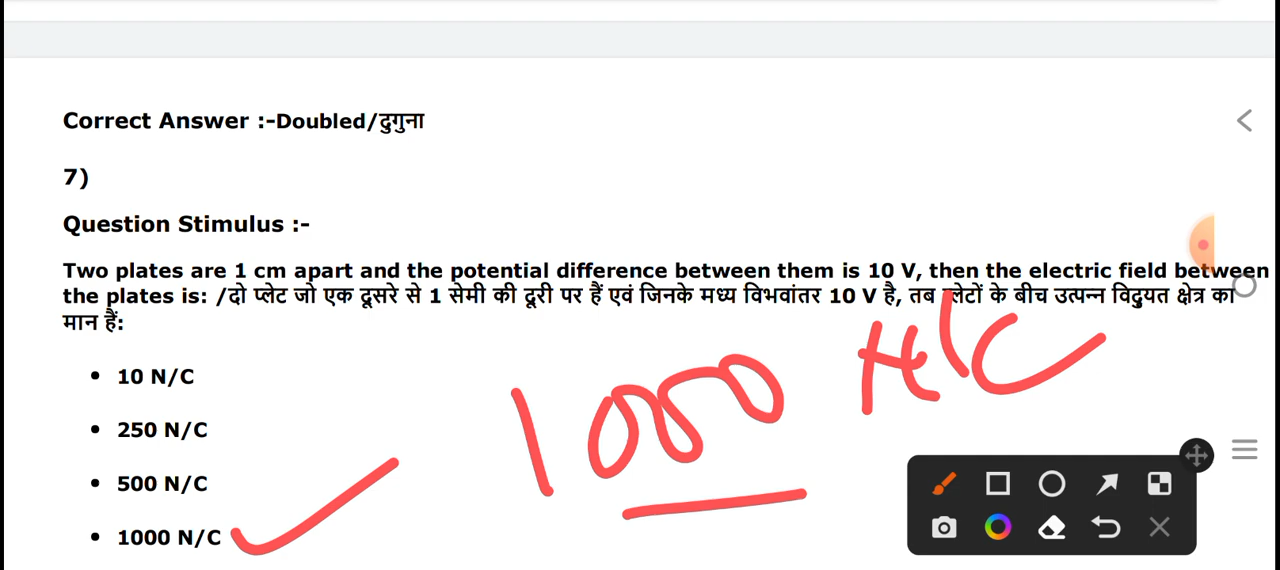 Correct Answer :-Doubled/दुगुना
7)
Question Stimulus :-
Two plates are 1 cm apart and the potential difference between them is 10 V, then the electric field between
the plates is: /दो प्लेट जो एक दूसरे से 1 सेमी की दूरी पर हैं एवं जिनके मध्य विभवांतर 10 V है, तब प्लेटों के बीच उत्पन्न विद्युयत क्षेत्र का
मान हैं:
1000 N/C
• 10 N/C
• 250 N/C
• 500 N/C
• 1000 N/C